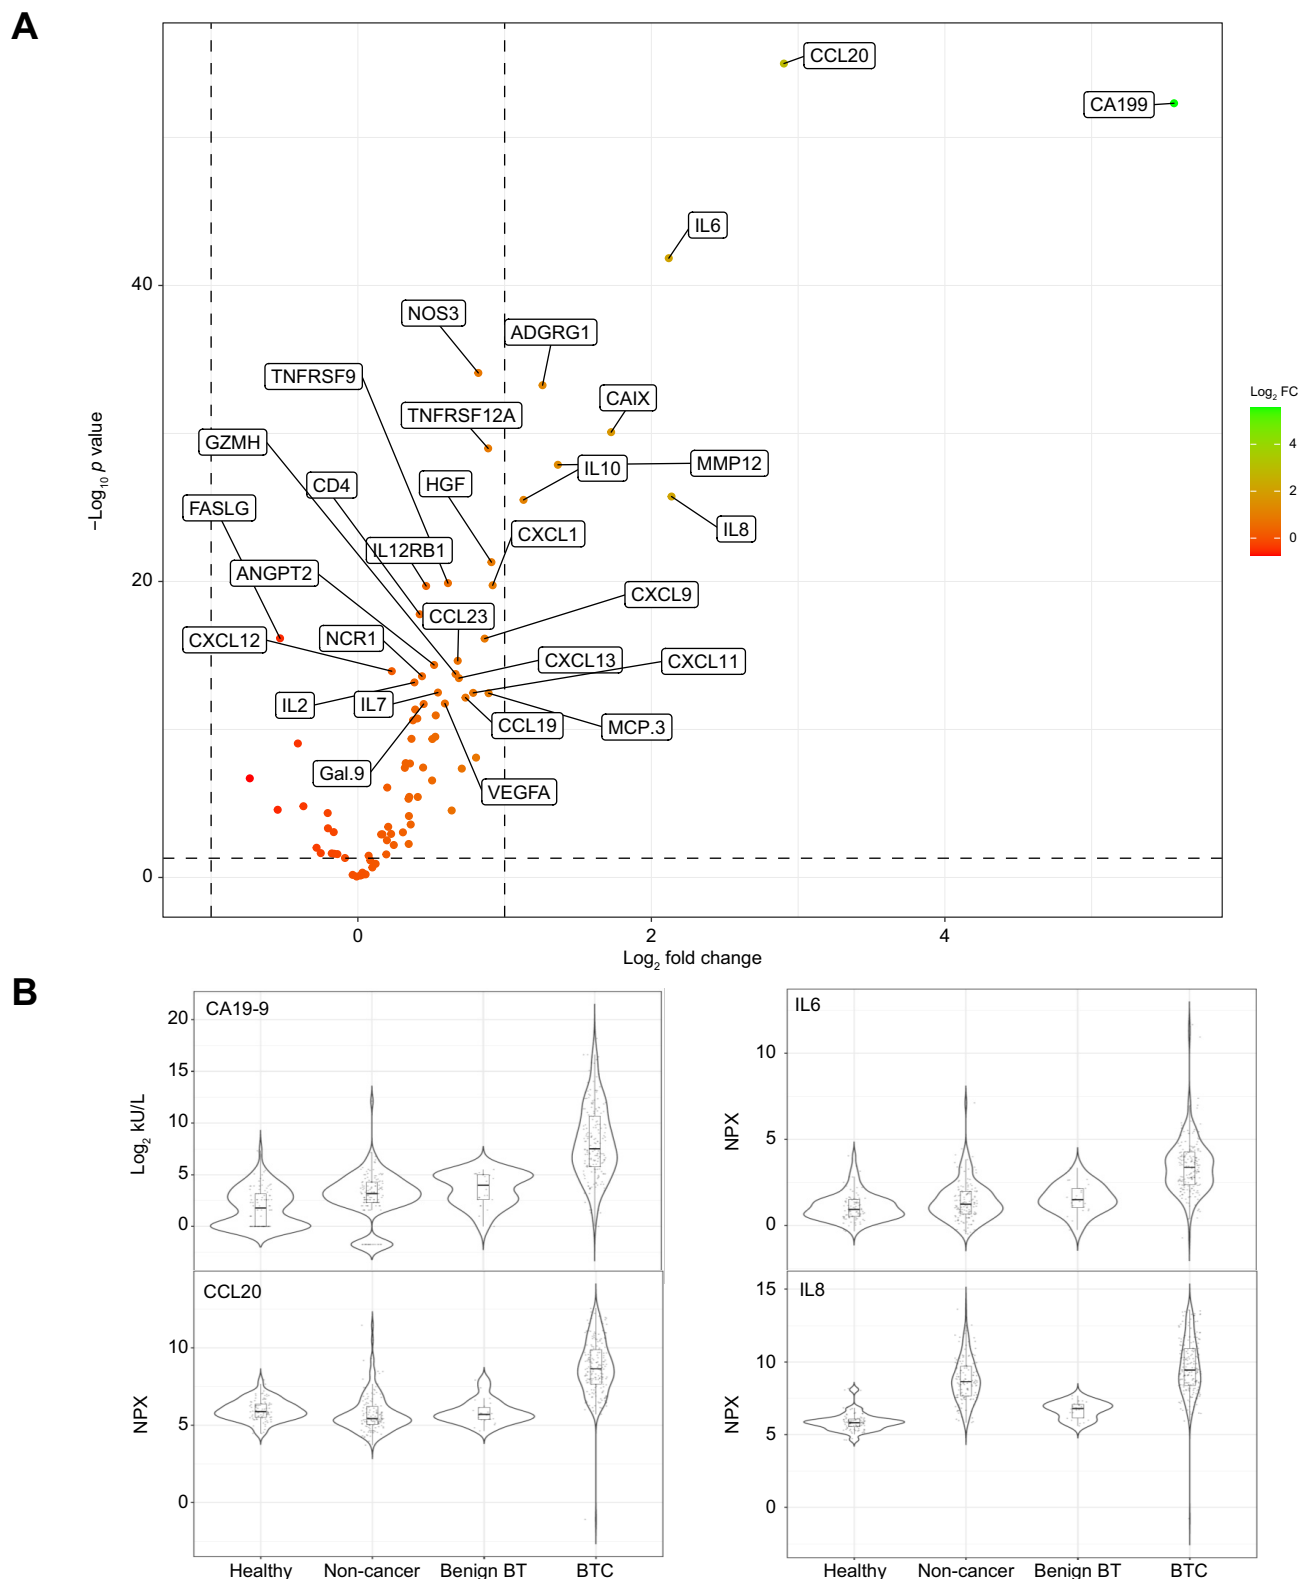 A
CCL20
CA199
IL6
40
NOS3
ADGRG1
TNFRSF9
CAIX
Log2 FC
TNFRSF12A
4
GZMH
IL10
MMP12
CD4
HGF
2
FASLG
IL8
CXCL1
0
IL12RB1
−Log10 p value
ANGPT2
20
CXCL9
CCL23
CXCL12
NCR1
CXCL13
CXCL11
IL2
IL7
CCL19
MCP.3
Gal.9
VEGFA
0
0 2 4
Log2 fold change
B
CA19-9
20
15
10
5
0
Log2 kU/L
IL6
10
5
0
NPX
CCL20
10
5
0
NPX
Healthy Non-cancer Benign BT BTC
IL8
15
10
5
0
NPX
Healthy Non-cancer Benign BT BTC